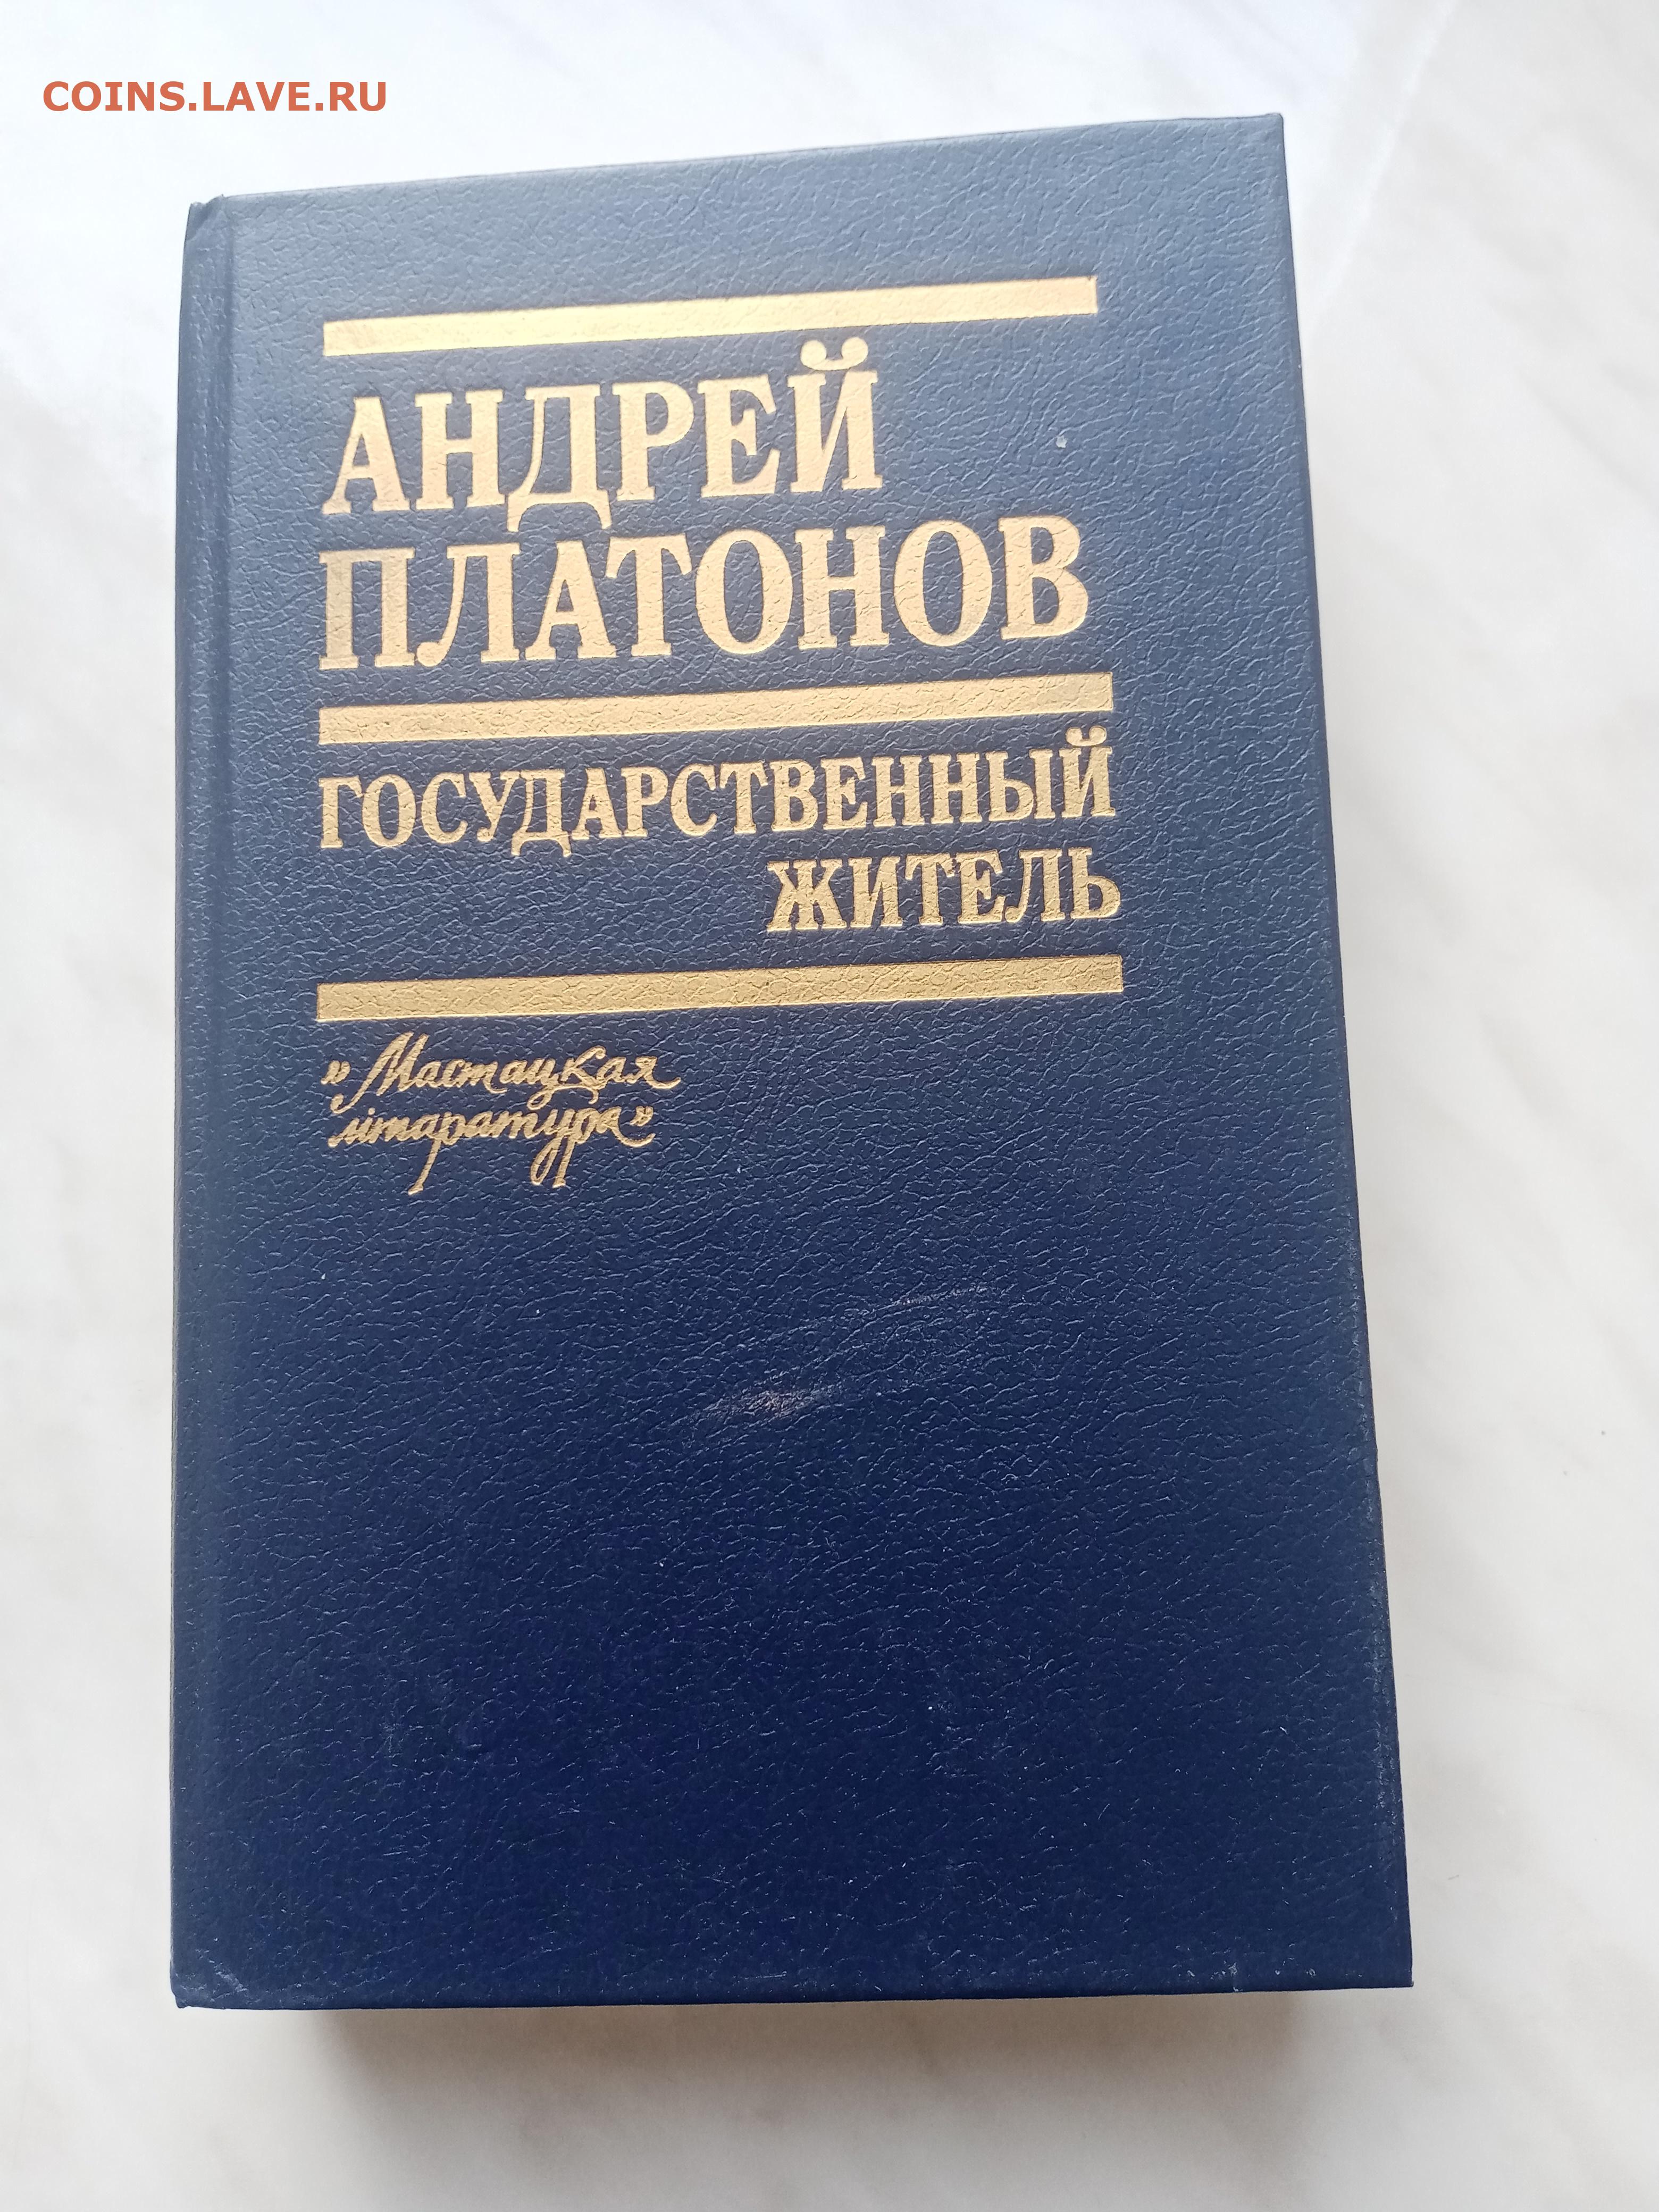 COINS.LAVE.RU
АНДРЕЙ
ПЛАТОНОВ
ГОСУДАРСТВЕННЫЙ
ЖИТЕЛЬ
»Мастацкая
літаратура»